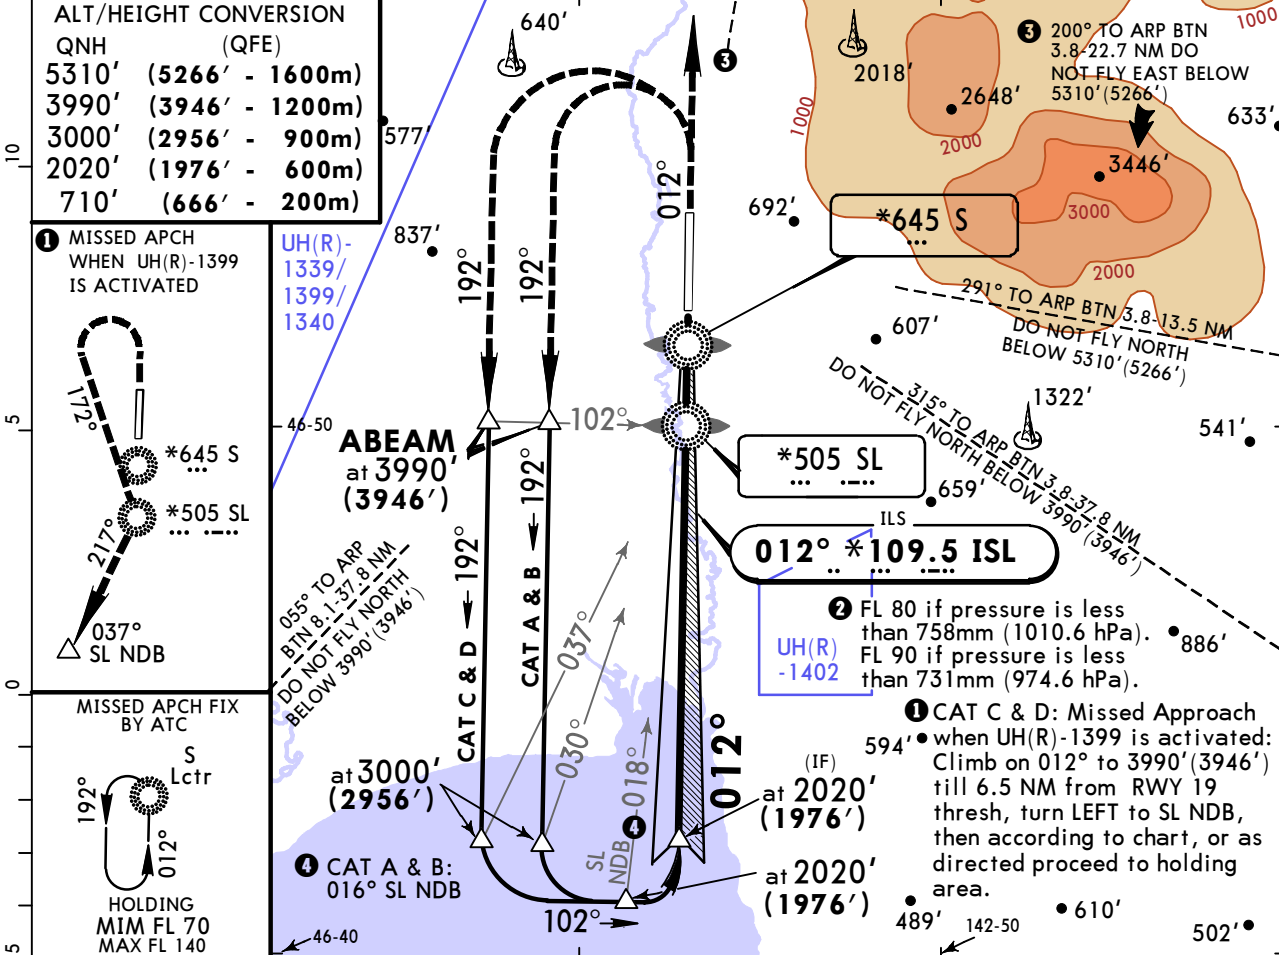 ALT/HEIGHT CONVERSION
QNH (QFE)
5310' (5266' - 1600m)
3990' (3946' - 1200m)
3000' (2956' - 900m)
2020' (1976' - 600m)
710' (666' - 200m)
1 MISSED APCH
WHEN UH(R)-1399
IS ACTIVATED
172°
*645 S
*505 SL
217°
037°
SL NDB
MISSED APCH FIX
BY ATC
S
Lctr
192°
012°
HOLDING
MIM FL 70
MAX FL 140
10
5
0
5
UH(R)-
1339/
1399/
1340
640'
577'
837'
3
2018'
1000
2648'
2000
1000
3 200° TO ARP BTN
3.8-22.7 NM DO
NOT FLY EAST BELOW
5310'(5266')
633'
3446'
3000
2000
692'
012°
192°
192°
*645 S
291° TO ARP BTN 3.8-13.5 NM
DO NOT FLY NORTH
BELOW 5310'(5266')
607'
315° TO ARP BTN 3.8-37.8 NM
DO NOT FLY NORTH BELOW 3990'(3946')
1322'
541'
46-50
102°
ABEAM
at 3990'
(3946')
*505 SL
659'
ILS
012° *109.5 ISL
055° TO ARP
BTN 8.1-37.8 NM
DO NOT FLY NORTH
BELOW 3990'(3946')
CAT C & D 192°
CAT A & B 192°
037°
030°
018°
SL
NDB
4
012°
UH(R)
-1402
2 FL 80 if pressure is less
than 758mm (1010.6 hPa).
FL 90 if pressure is less
than 731mm (974.6 hPa).
886'
594'
1 CAT C & D: Missed Approach
when UH(R)-1399 is activated:
Climb on 012° to 3990'(3946')
till 6.5 NM from RWY 19
thresh, turn LEFT to SL NDB,
then according to chart, or as
directed proceed to holding
area.
at 3000'
(2956')
(IF)
at 2020'
(1976')
at 2020'
(1976')
4 CAT A & B:
016° SL NDB
102°
46-40
489'
610'
142-50
502'